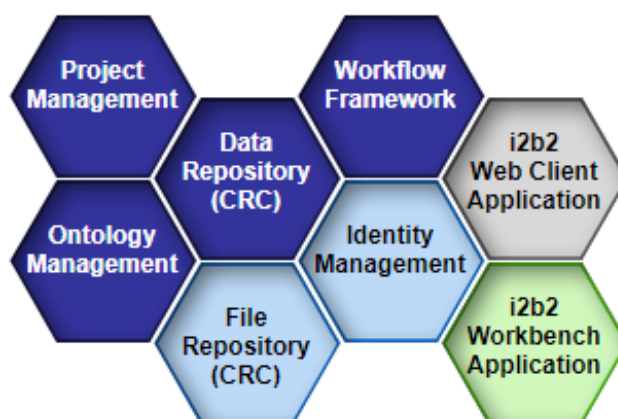 Project
Management
Workflow
Framework
Data
Repository
(CRC)
i2b2
Web Client
Application
Ontology
Management
Identity
Management
File
Repository
(CRC)
i2b2
Workbench
Application